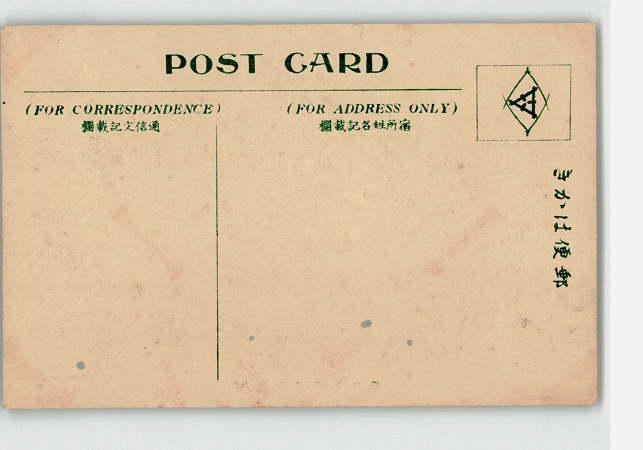 POST CARD
(FOR CORRESPONDENCE)
欄載記文信通
(FOR ADDRESS ONLY)
欄載記名姓所宿
きかは便郵